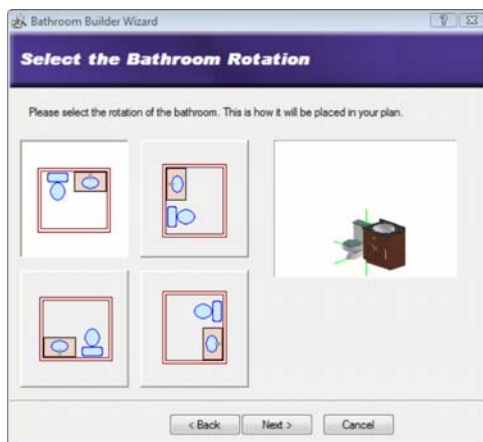 Bathroom Builder Wizard
Select the Bathroom Rotation
Please select the rotation of the bathroom. This is how it will be placed in your plan.
< Back Next > Cancel